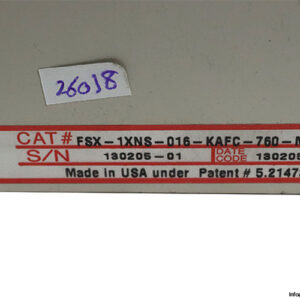 26018
CAT# FSX-1XNS-016-KAFC-760-N
S/N 130205-01 DATE CODE 130205
Made in USA under Patent # 5.2147